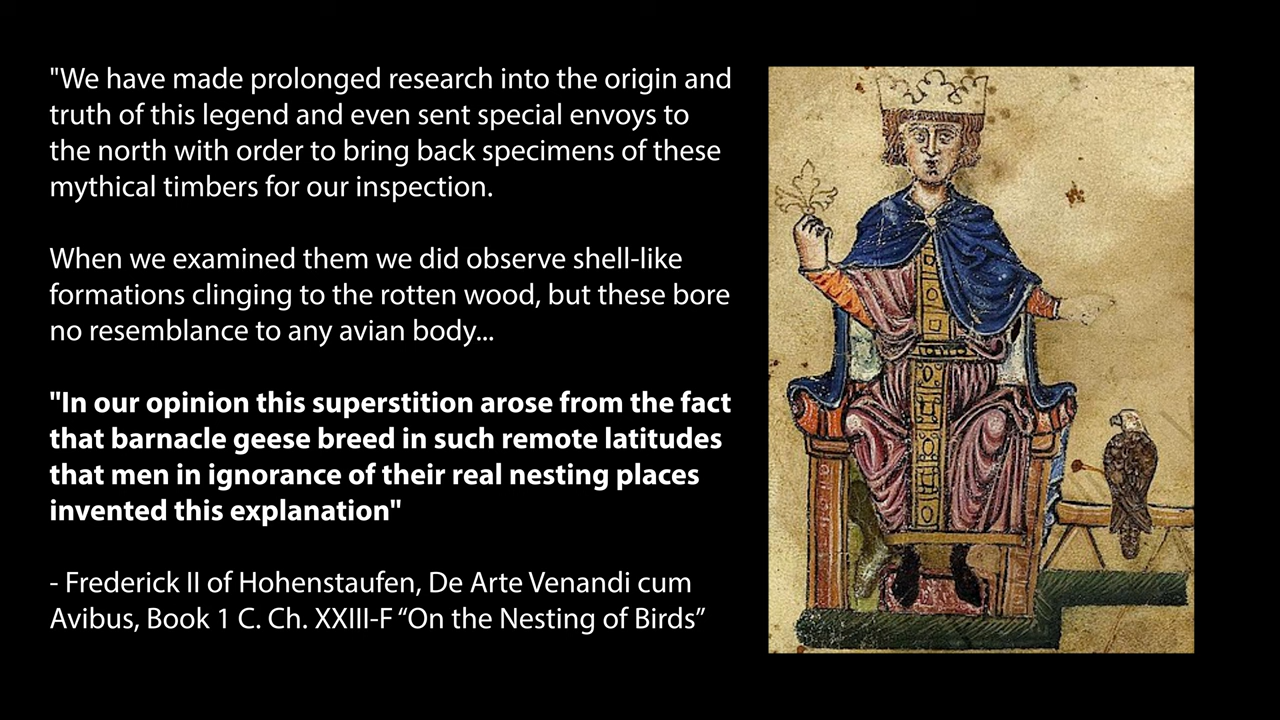 "We have made prolonged research into the origin and
truth of this legend and even sent special envoys to
the north with order to bring back specimens of these
mythical timbers for our inspection.
When we examined them we did observe shell-like
formations clinging to the rotten wood, but these bore
no resemblance to any avian body...
"In our opinion this superstition arose from the fact
that barnacle geese breed in such remote latitudes
that men in ignorance of their real nesting places
invented this explanation"
- Frederick II of Hohenstaufen, De Arte Venandi cum
Avibus, Book 1 C. Ch. XXIII-F “On the Nesting of Birds”